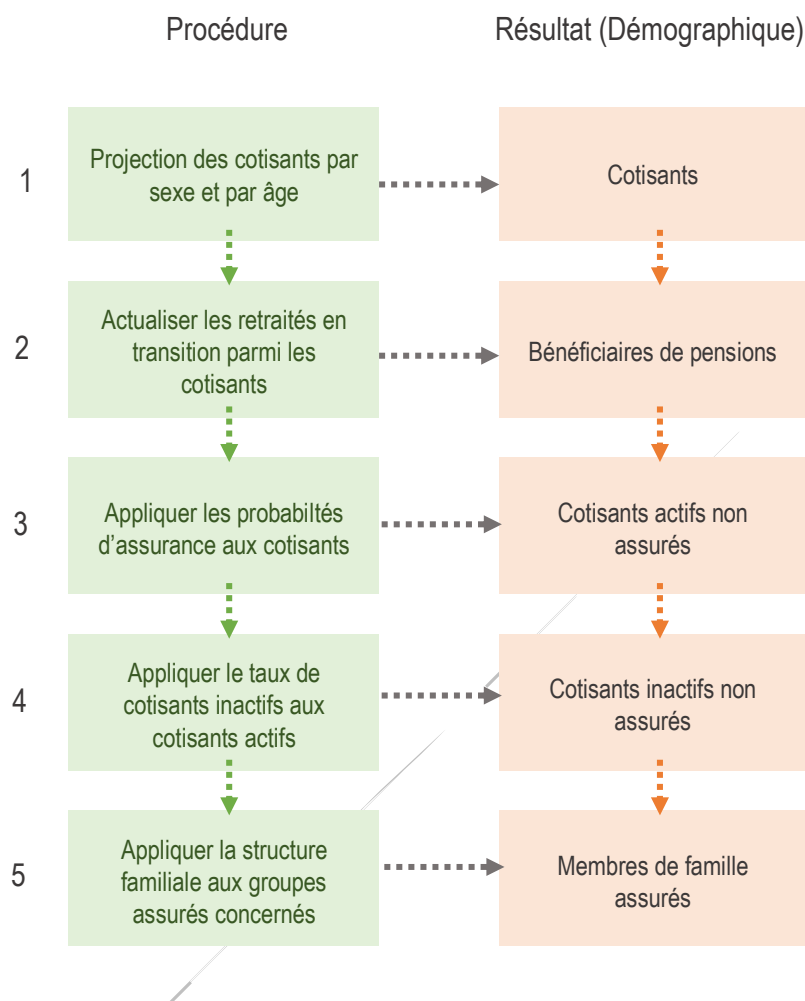 Procédure
Résultat (Démographique)
1
Projection des cotisants par
sexe et par âge
Cotisants
2
Actualiser les retraités en
transition parmi les
cotisants
Bénéficiaires de pensions
3
Appliquer les probabiltés
d'assurance aux cotisants
Cotisants actifs non
assurés
4
Appliquer le taux de
cotisants inactifs aux
cotisants actifs
Cotisants inactifs non
assurés
5
Appliquer la structure
familiale aux groupes
assurés concernés
Membres de famille
assurés